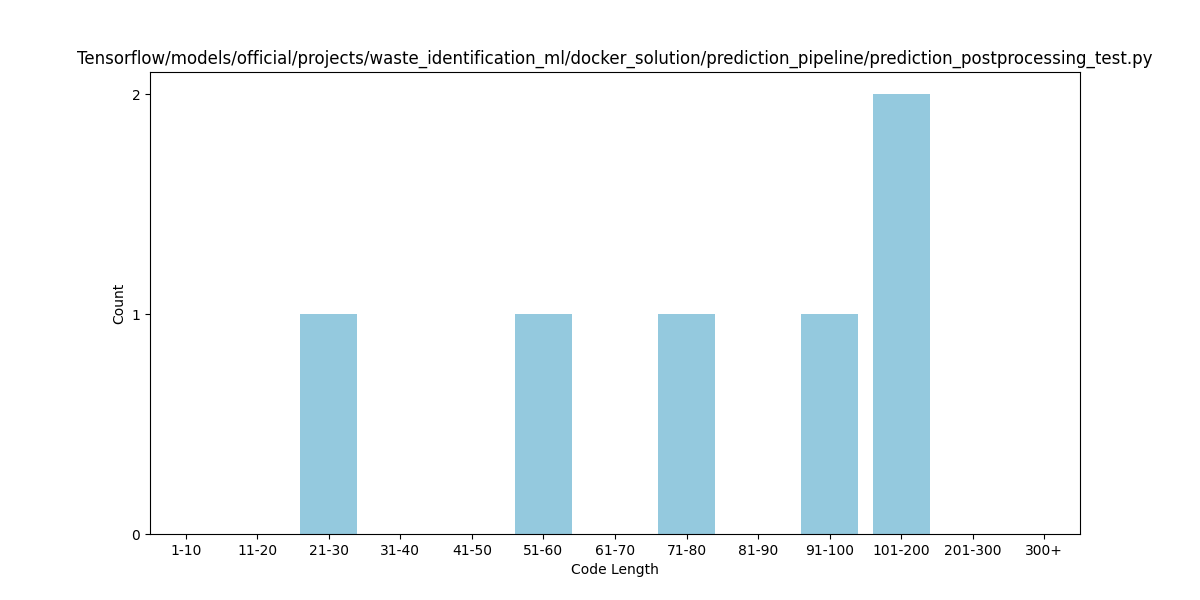 Tensorflow/models/official/projects/waste_identification_ml/docker_solution/prediction_pipeline/prediction_postprocessing_test.py
2
1
0
Count
1-10 11-20 21-30 31-40 41-50 51-60 61-70 71-80 81-90 91-100 101-200 201-300 300+
Code Length